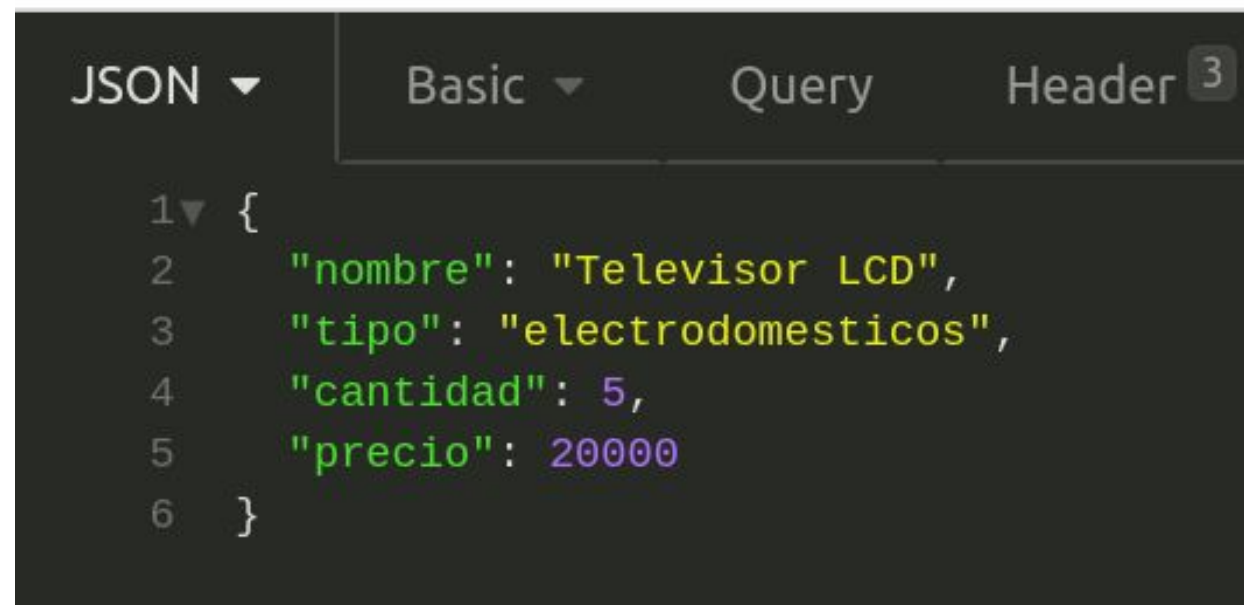 JSON Basic Query Header 3
1 {
2 "nombre": "Televisor LCD",
3 "tipo": "electrodomesticos",
4 "cantidad": 5,
5 "precio": 20000
6 }